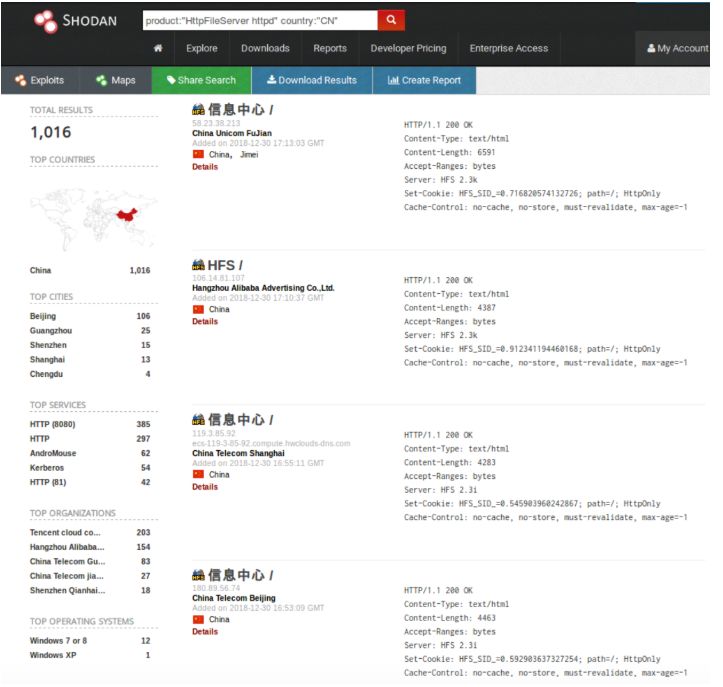 SHODAN
product:"HttpFileServer httpd" country:"CN"
Explore Downloads Reports Developer Pricing Enterprise Access My Account
Exploits Maps Share Search Download Results Create Report
TOTAL RESULTS
1,016
TOP COUNTRIES
China 1,016
TOP CITIES
Beijing 106
Guangzhou 25
Shenzhen 15
Shanghai 13
Chengdu 4
TOP SERVICES
HTTP (8080) 385
HTTP 297
AndroMouse 62
Kerberos 54
HTTP (81) 42
TOP ORGANIZATIONS
Tencent cloud co... 203
Hangzhou Alibaba... 154
China Telecom Gu... 83
China Telecom jia... 27
Shenzhen Qianhai... 18
TOP OPERATING SYSTEMS
Windows 7 or 8 12
Windows XP 1
HFS 信息中心 /
58.23.38.213
China Unicom FuJian
Added on 2018-12-30 17:13:03 GMT
China, Jimei
Details
HTTP/1.1 200 OK
Content-Type: text/html
Content-Length: 6591
Accept-Ranges: bytes
Server: HFS 2.3k
Set-Cookie: HFS_SID_=0.716820574132726; path=/; HttpOnly
Cache-Control: no-cache, no-store, must-revalidate, max-age=-1
HFS HFS /
106.14.81.107
Hangzhou Alibaba Advertising Co.,Ltd.
Added on 2018-12-30 17:10:37 GMT
China
Details
HTTP/1.1 200 OK
Content-Type: text/html
Content-Length: 4387
Accept-Ranges: bytes
Server: HFS 2.3k
Set-Cookie: HFS_SID_=0.912341194460168; path=/; HttpOnly
Cache-Control: no-cache, no-store, must-revalidate, max-age=-1
HFS 信息中心 /
119.3.85.92
ecs-119-3-85-92.compute.hwclouds-dns.com
China Telecom Shanghai
Added on 2018-12-30 16:55:11 GMT
China
Details
HTTP/1.1 200 OK
Content-Type: text/html
Content-Length: 4283
Accept-Ranges: bytes
Server: HFS 2.3i
Set-Cookie: HFS_SID_=0.545903960242867; path=/; HttpOnly
Cache-Control: no-cache, no-store, must-revalidate, max-age=-1
HFS 信息中心 /
180.89.56.74
China Telecom Beijing
Added on 2018-12-30 16:53:09 GMT
China
Details
HTTP/1.1 200 OK
Content-Type: text/html
Content-Length: 4463
Accept-Ranges: bytes
Server: HFS 2.3i
Set-Cookie: HFS_SID_=0.592903637327254; path=/; HttpOnly
Cache-Control: no-cache, no-store, must-revalidate, max-age=-1